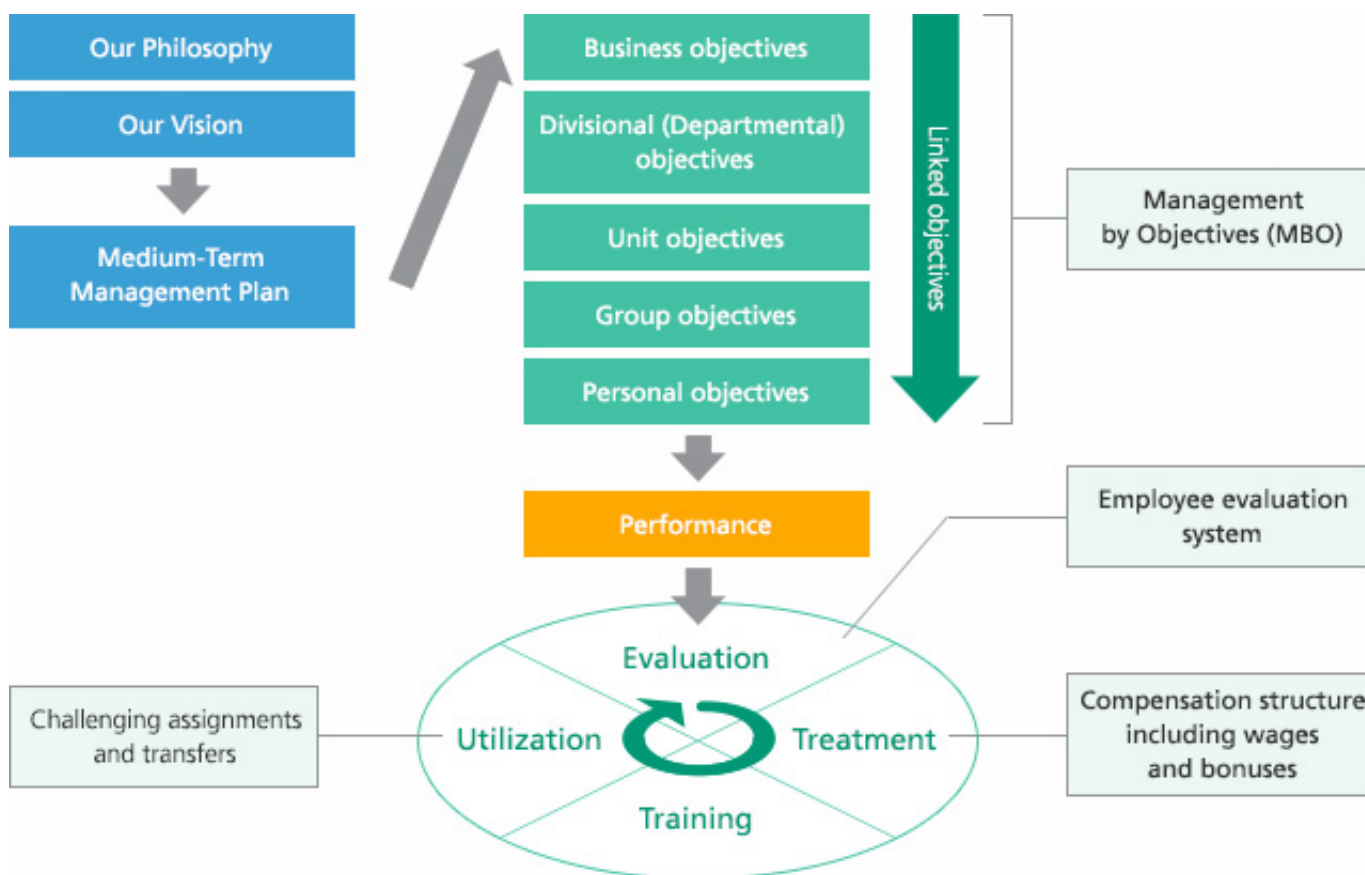 Our Philosophy
Our Vision
Medium-Term
Management Plan
Business objectives
Divisional (Departmental)
objectives
Unit objectives
Group objectives
Personal objectives
Linked objectives
Management
by Objectives (MBO)
Performance
Employee evaluation
system
Evaluation
Utilization
Treatment
Training
Challenging assignments
and transfers
Compensation structure
including wages
and bonuses